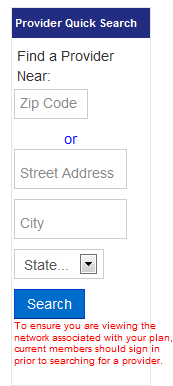 Provider Quick Search
Find a Provider
Near:
Zip Code
or
Street Address
City
State...
Search
To ensure you are viewing the
network associated with your plan,
current members should sign in
prior to searching for a provider.